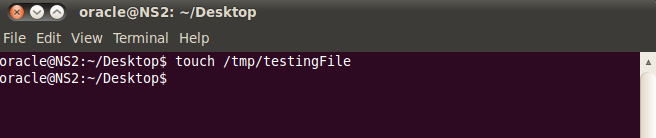 oracle@NS2: ~/Desktop
File Edit View Terminal Help
oracle@NS2:~/Desktop$ touch /tmp/testingFile
oracle@NS2:~/Desktop$